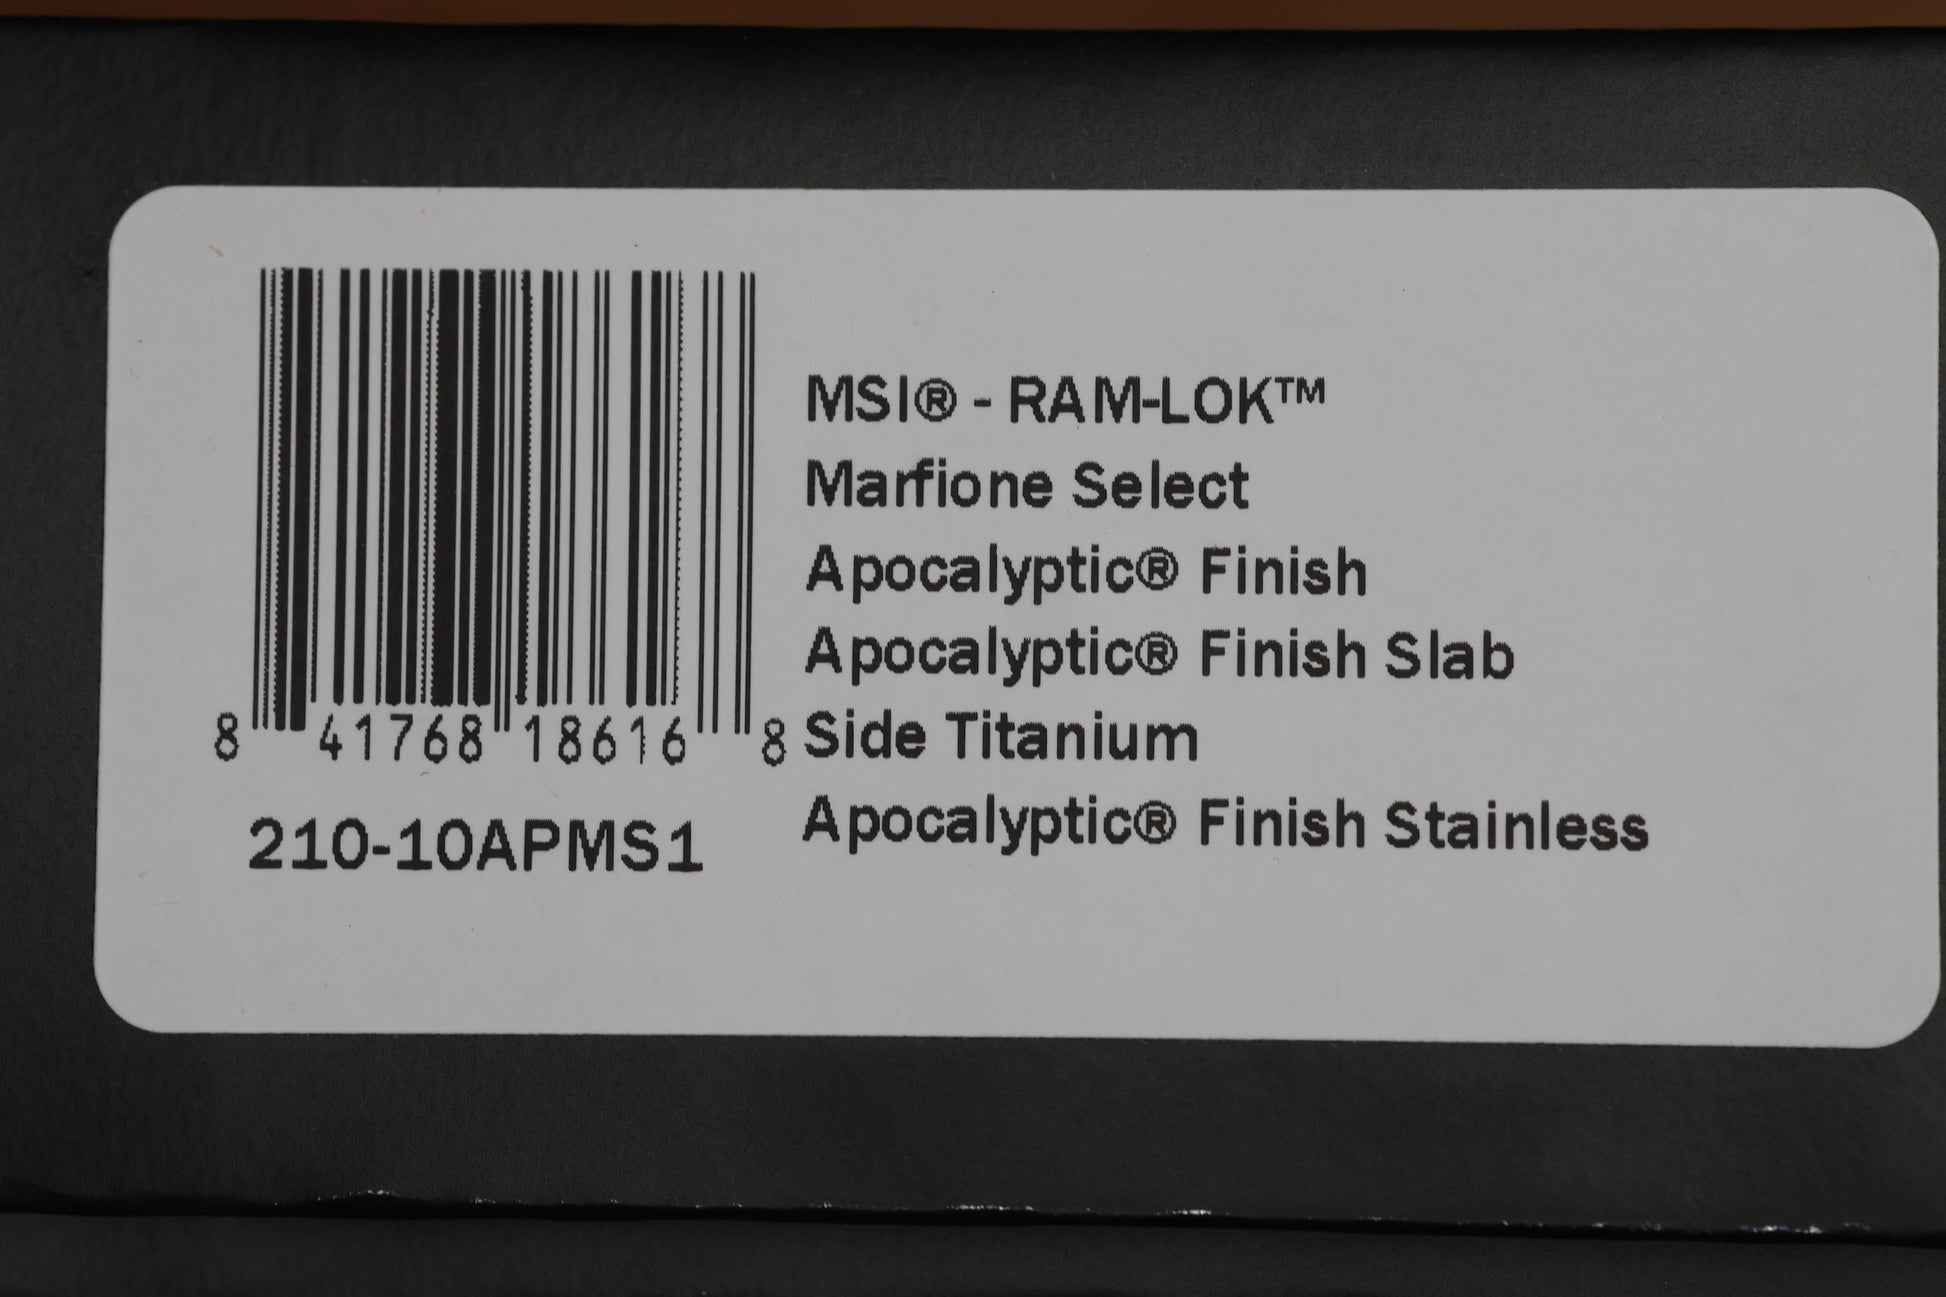 8 41768 18616 8
210-10APMS1
MSI® - RAM-LOK™
Marfione Select
Apocalyptic® Finish
Apocalyptic® Finish Slab
Side Titanium
Apocalyptic® Finish Stainless